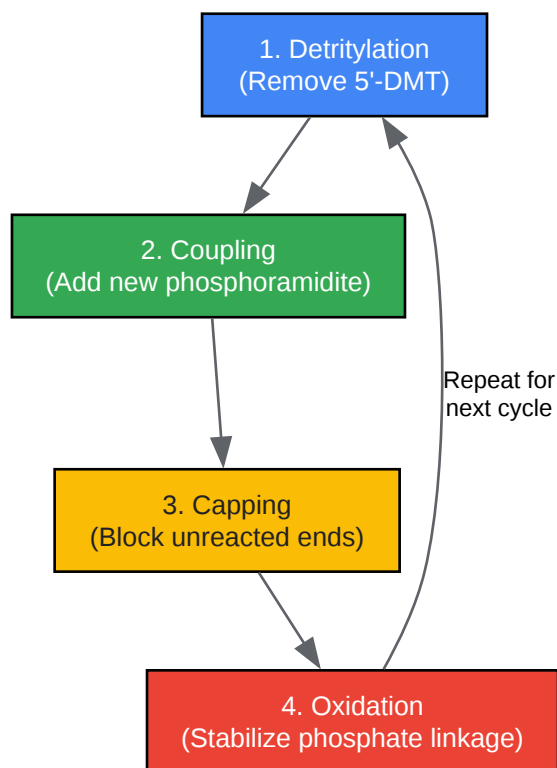 1. Detritylation
(Remove 5'-DMT)
2. Coupling
(Add new phosphoramidite)
Repeat for
next cycle
3. Capping
(Block unreacted ends)
4. Oxidation
(Stabilize phosphate linkage)